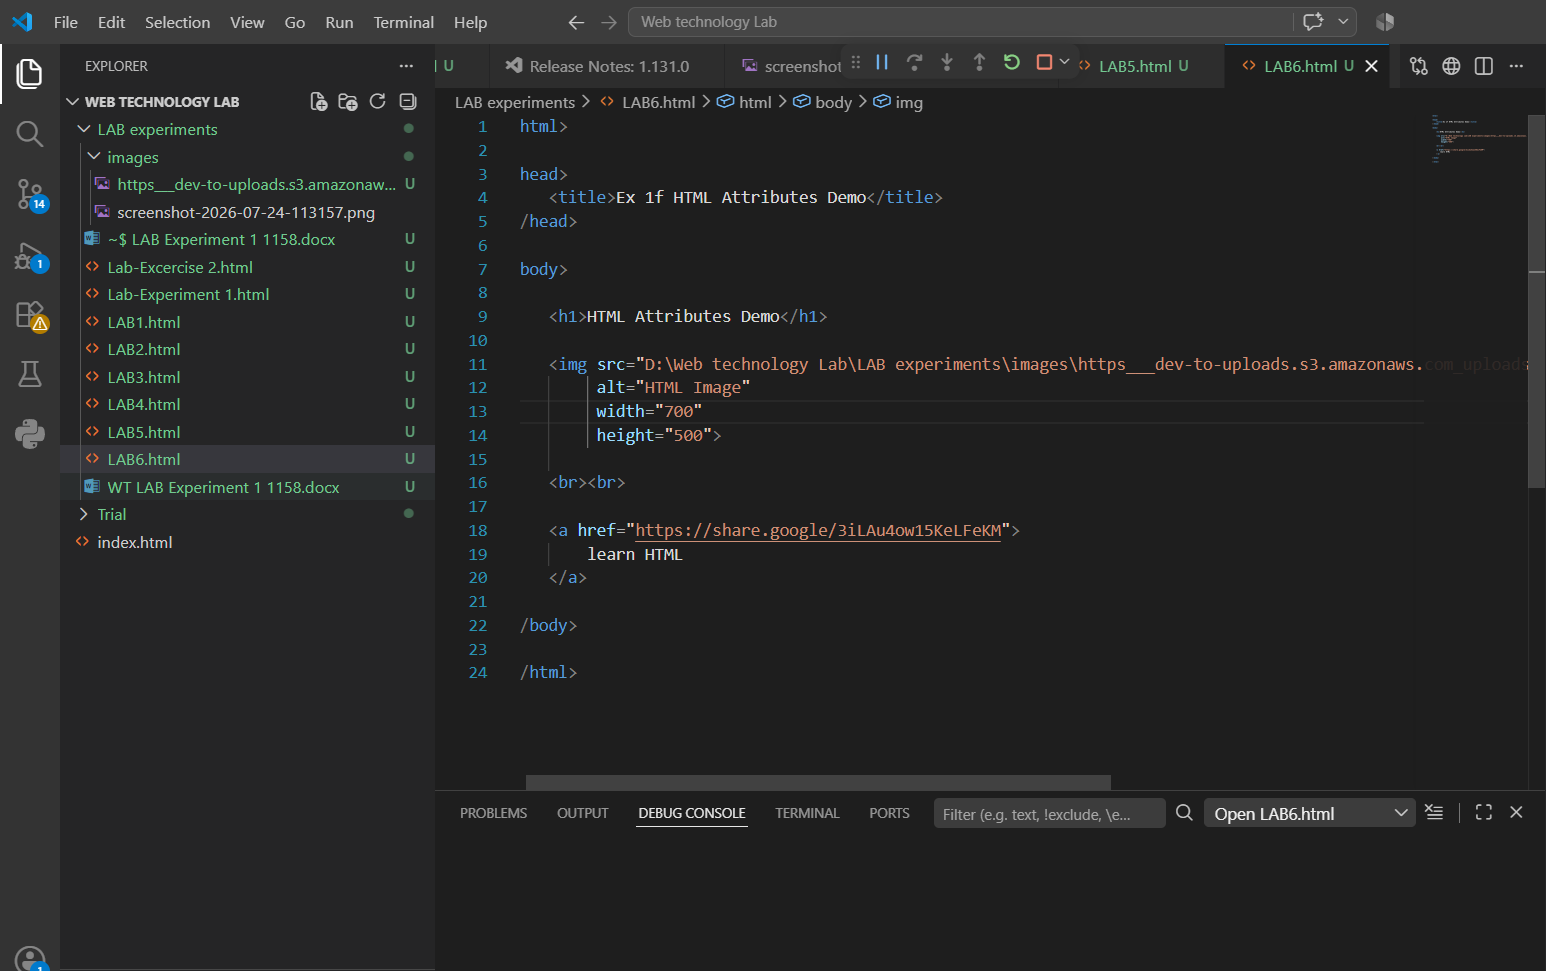 File Edit Selection View Go Run Terminal Help
Web technology Lab
EXPLORER
U
Release Notes: 1.131.0
screenshot
LAB5.html U
LAB6.html U
WEB TECHNOLOGY LAB
LAB experiments
images
https___dev-to-uploads.s3.amazonaw... U
screenshot-2026-07-24-113157.png
~$ LAB Experiment 1 1158.docx U
Lab-Excercise 2.html U
Lab-Experiment 1.html U
LAB1.html U
LAB2.html U
LAB3.html U
LAB4.html U
LAB5.html U
LAB6.html U
WT LAB Experiment 1 1158.docx U
Trial
index.html
14
1
1
LAB experiments > LAB6.html > html > body > img
1 html>
2
3 head>
4 <title>Ex 1f HTML Attributes Demo</title>
5 /head>
6
7 body>
8
9 <h1>HTML Attributes Demo</h1>
10
11 <img src="D:\Web technology Lab\LAB experiments\images\https___dev-to-uploads.s3.amazonaws.com_uploads
12 alt="HTML Image"
13 width="700"
14 height="500">
15
16 <br><br>
17
18 <a href="https://share.google/3iLAu4ow15KeLFeKM">
19 learn HTML
20 </a>
21
22 /body>
23
24 /html>
PROBLEMS OUTPUT DEBUG CONSOLE TERMINAL PORTS
Filter (e.g. text, !exclude, \e...
Open LAB6.html